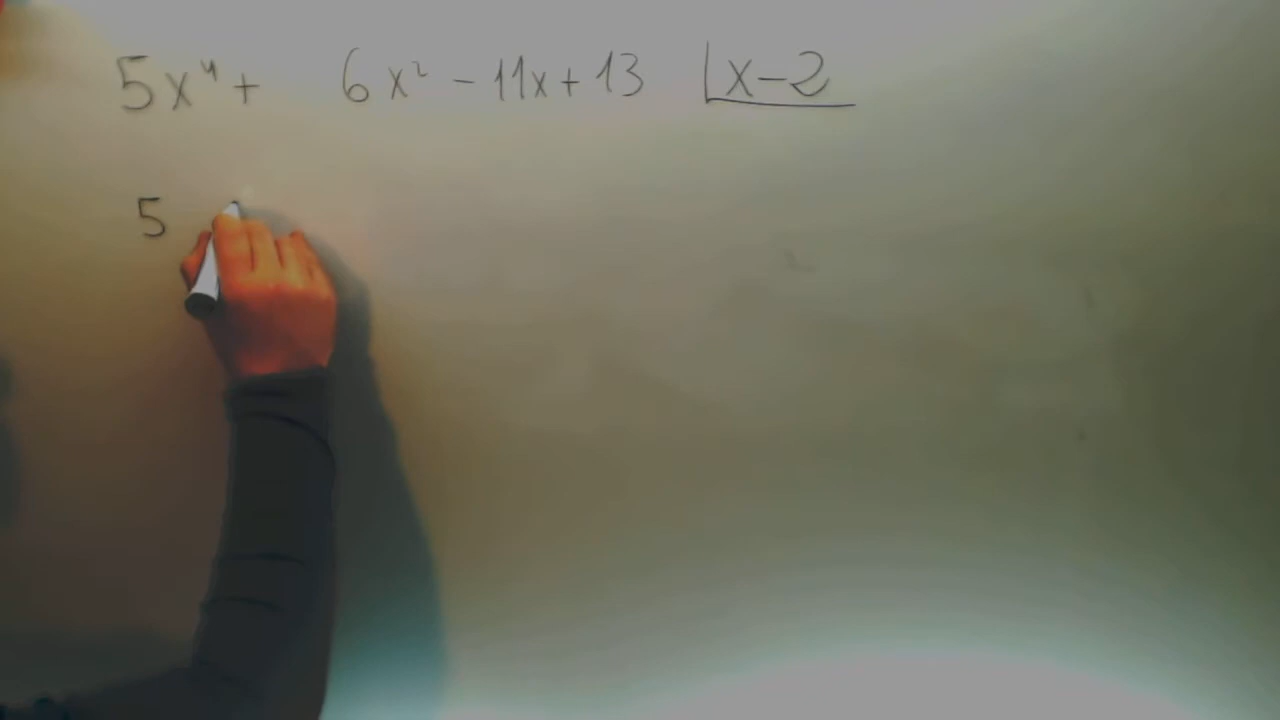 5x⁴ + 6x² - 11x + 13 |x-2
5